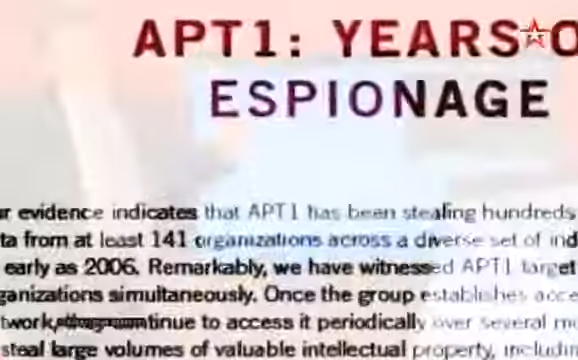 APT1: YEARS O
ESPIONAGE
r evidence indicates that APT1 has been stealing hundreds
ta from at least 141 organizations across a diverse set of ind
early as 2006. Remarkably, we have witnessed APT1 target
ganizations simultaneously. Once the group establishes acce
twork, continue to access it periodically over several mo
steal large volumes of valuable intellectual property, includin